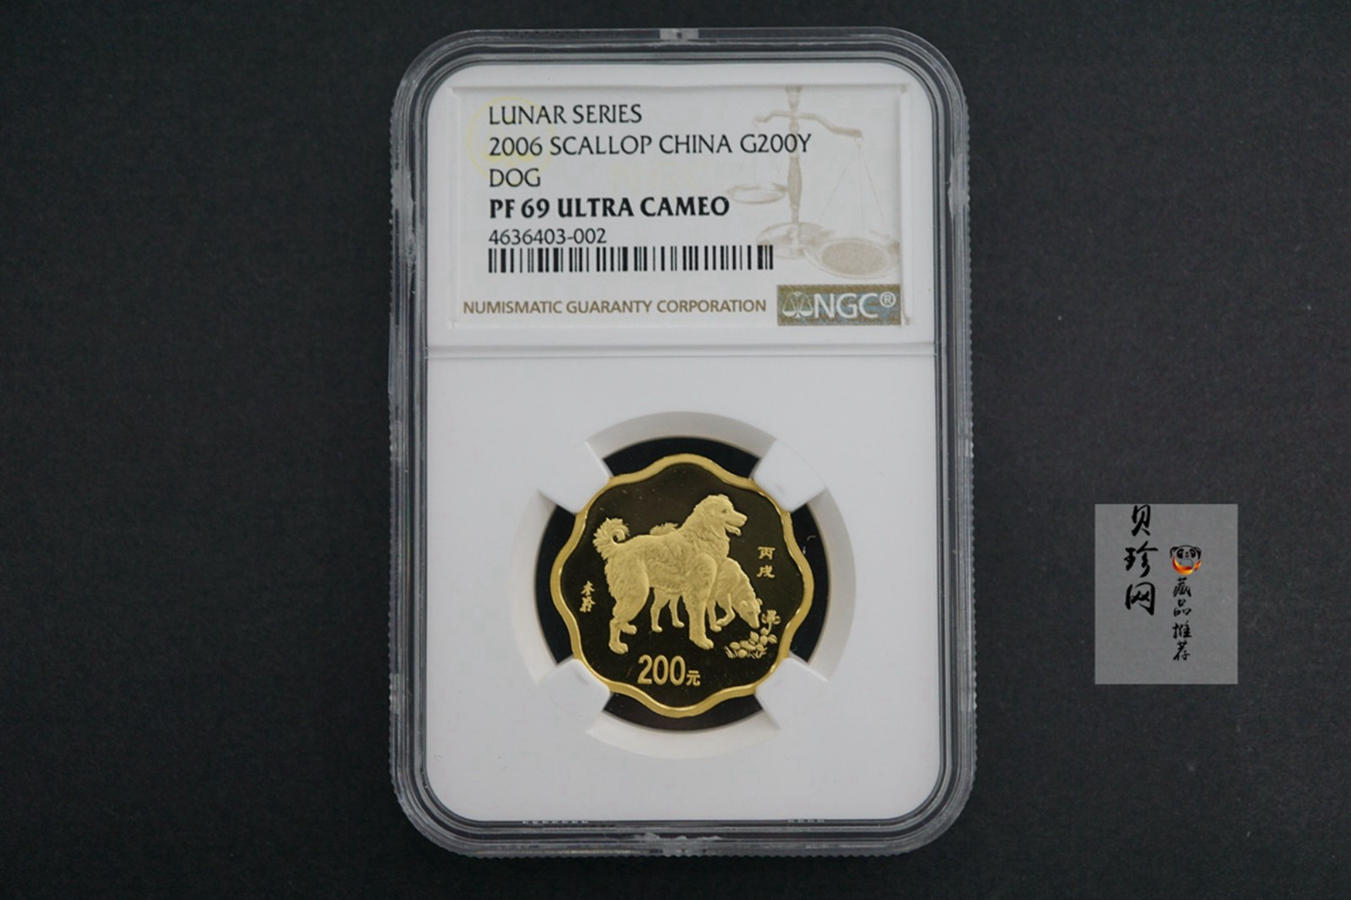 LUNAR SERIES
2006 SCALLOP CHINA G200Y
DOG
PF 69 ULTRA CAMEO
4636403-002
NUMISMATIC GUARANTY CORPORATION
NGC®
丙戌
200元
贝珍网
藏品推荐